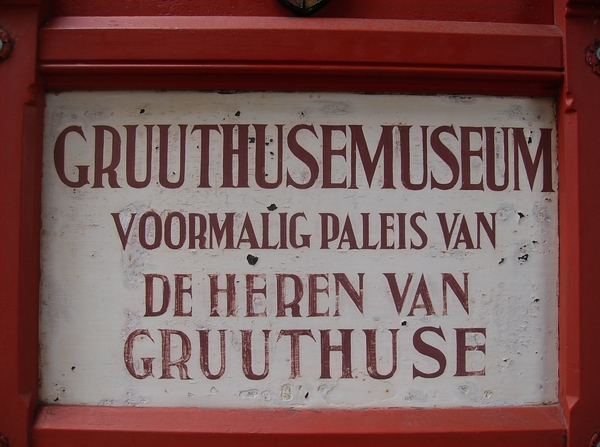 GRUUTHUSEMUSEUM
VOORMALIG PALEIS VAN
DE HEREN VAN
GRUUTHUSE